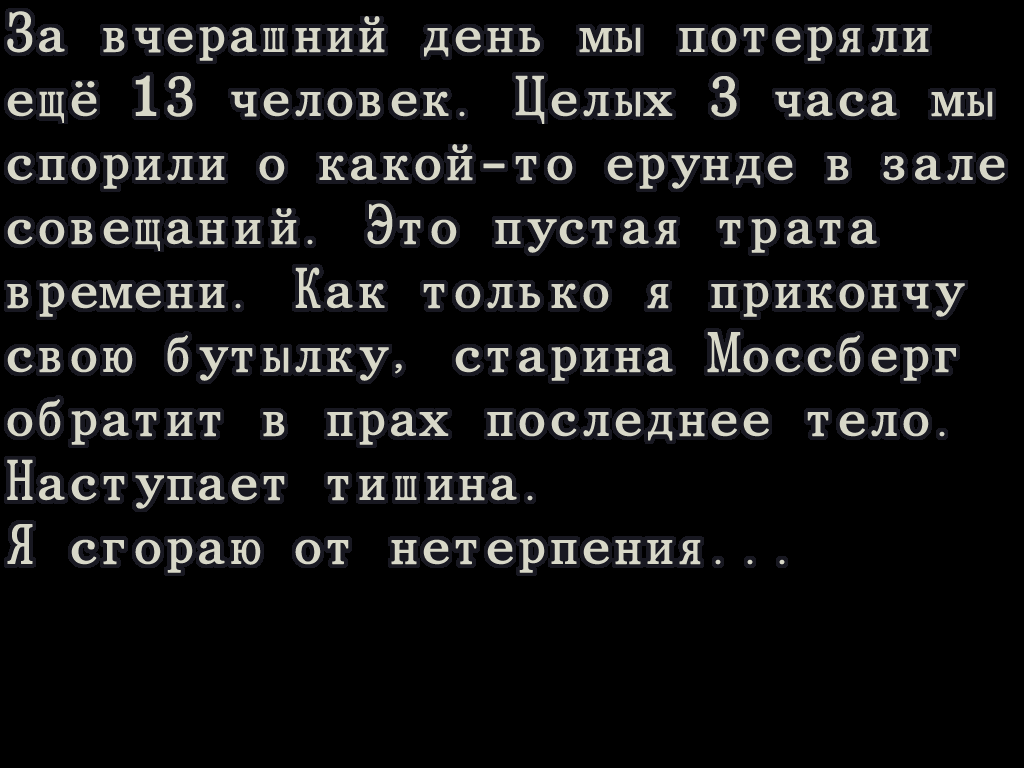 За вчерашний день мы потеряли
ещё 13 человек. Целых 3 часа мы
спорили о какой-то ерунде в зале
совещаний. Это пустая трата
времени. Как только я прикончу
свою бутылку, старина Моссберг
обратит в прах последнее тело.
Наступает тишина.
Я сгораю от нетерпения...